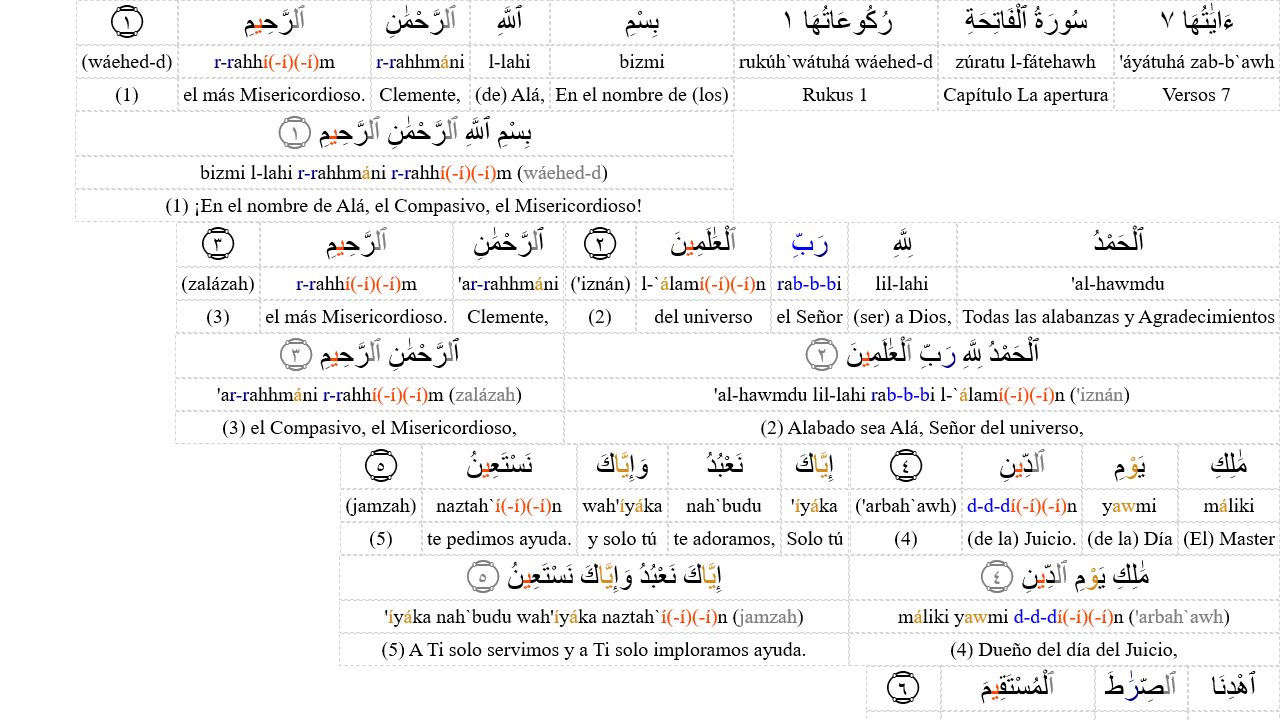 ءَايَٰتُهَا ٧ سُورَةُ ٱلْفَاتِحَةِ رُكُوعَاتُهَا ١ بِسْمِ ٱللَّهِ ٱلرَّحْمَٰنِ ٱلرَّحِيمِ ١
'áyátuhá zab-b`awh zúratu l-fátehawh rukúh`wátuhá wáehed-d bizmi l-lahi r-rahhmáni r-rahhí(-í)(-í)m (wáehed-d)
Versos 7 Capítulo La apertura Rukus 1 En el nombre de (los) (de) Alá, Clemente, el más Misericordioso. (1)
بِسْمِ ٱللَّهِ ٱلرَّحْمَٰنِ ٱلرَّحِيمِ ١
bizmi l-lahi r-rahhmáni r-rahhí(-í)(-í)m (wáehed-d)
(1) ¡En el nombre de Alá, el Compasivo, el Misericordioso!
ٱلْحَمْدُ لِلَّهِ رَبِّ ٱلْعَٰلَمِينَ ٢ ٱلرَّحْمَٰنِ ٱلرَّحِيمِ ٣
'al-hawmdu lil-lahi rab-b-bi l-`álamí(-í)(-í)n ('iznán) 'ar-rahhmáni r-rahhí(-í)(-í)m (zalázah)
Todas las alabanzas y Agradecimientos (ser) a Dios, el Señor del universo (2) Clemente, el más Misericordioso. (3)
ٱلْحَمْدُ لِلَّهِ رَبِّ ٱلْعَٰلَمِينَ ٢ ٱلرَّحْمَٰنِ ٱلرَّحِيمِ ٣
'al-hawmdu lil-lahi rab-b-bi l-`álamí(-í)(-í)n ('iznán) 'ar-rahhmáni r-rahhí(-í)(-í)m (zalázah)
(2) Alabado sea Alá, Señor del universo, (3) el Compasivo, el Misericordioso,
مَٰلِكِ يَوْمِ ٱلدِّينِ ٤ إِيَّاكَ نَعْبُدُ وَإِيَّاكَ نَسْتَعِينُ ٥
máliki yawmi d-d-dí(-í)(-í)n ('arbah`awh) 'íyáka nah`budu wah'íyáka naztah`í(-í)(-í)n (jamzah)
(El) Master (de la) Día (de la) Juicio. (4) Solo tú te adoramos, y solo tú te pedimos ayuda. (5)
مَٰلِكِ يَوْمِ ٱلدِّينِ ٤ إِيَّاكَ نَعْبُدُ وَإِيَّاكَ نَسْتَعِينُ ٥
máliki yawmi d-d-dí(-í)(-í)n ('arbah`awh) 'íyáka nah`budu wah'íyáka naztah`í(-í)(-í)n (jamzah)
(4) Dueño del día del Juicio, (5) A Ti solo servimos y a Ti solo imploramos ayuda.
ٱهْدِنَا ٱلصِّرَٰطَ ٱلْمُسْتَقِيمَ ٦